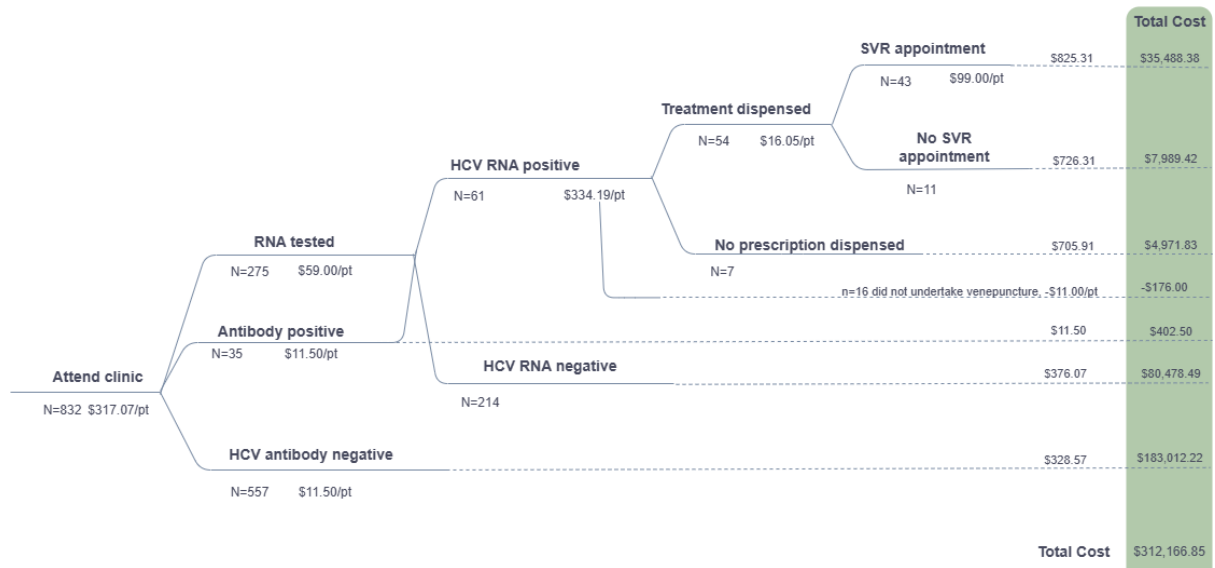 Total Cost
SVR appointment
$825.31
$35,488.38
N=43 $99.00/pt
Treatment dispensed
N=54 $16.05/pt
No SVR
appointment
$726.31
$7,989.42
N=11
HCV RNA positive
N=61 $334.19/pt
RNA tested
N=275 $59.00/pt
No prescription dispensed
$705.91
$4,971.83
N=7
n=16 did not undertake venepuncture, -$11.00/pt
-$176.00
Antibody positive
$11.50
$402.50
N=35 $11.50/pt
HCV RNA negative
$376.07
$80,478.49
N=214
Attend clinic
N=832 $317.07/pt
HCV antibody negative
$328.57
$183,012.22
N=557 $11.50/pt
Total Cost
$312,166.85